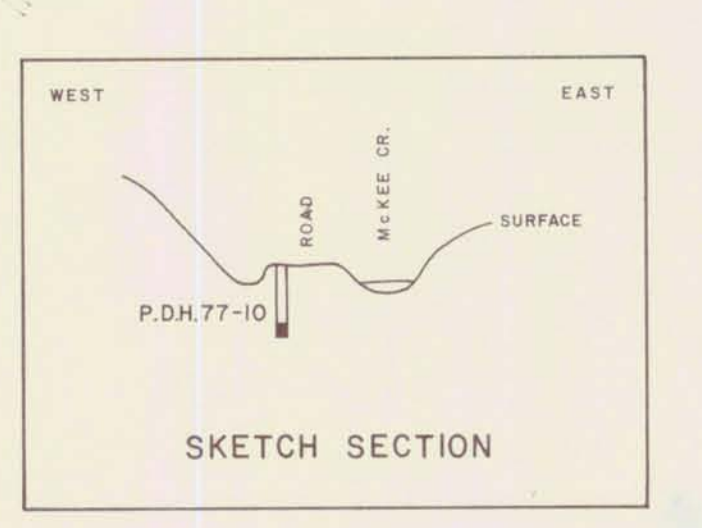 WEST
EAST
ROAD
McKEE CR.
SURFACE
P.D.H. 77-10
SKETCH SECTION